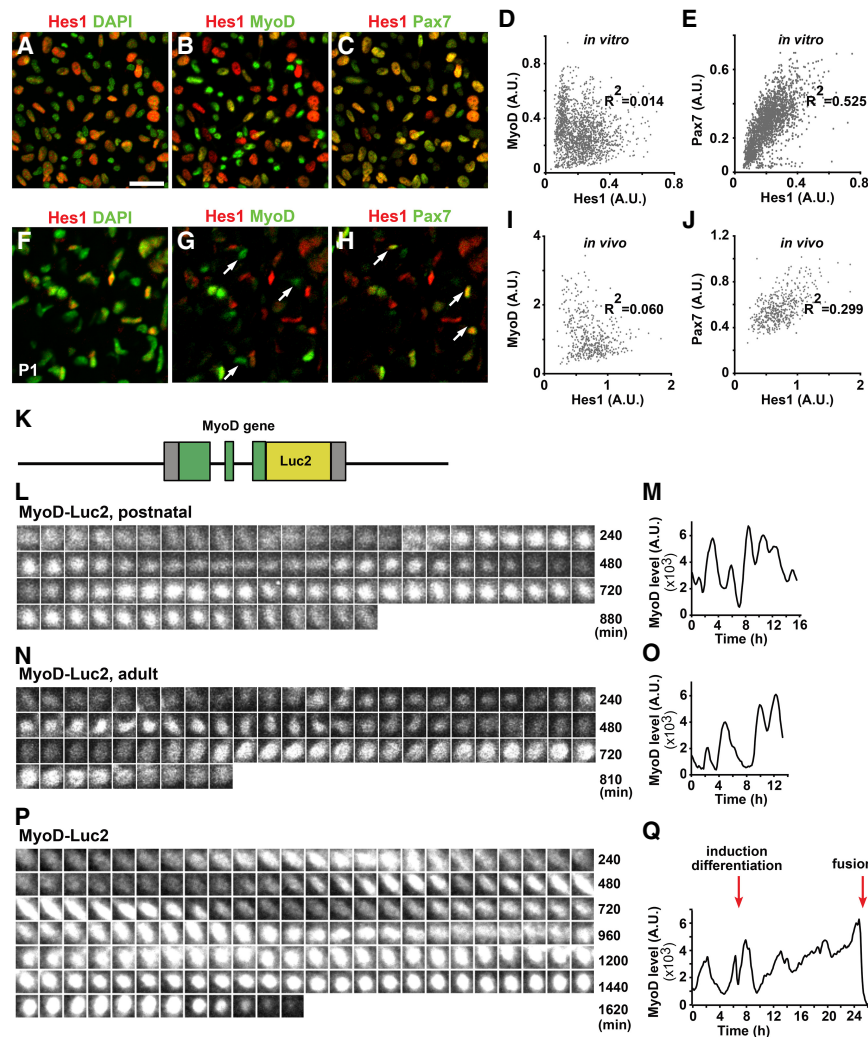 A
Hes1 DAPI
B
Hes1 MyoD
C
Hes1 Pax7
D
in vitro
R2=0.014
MyoD (A.U.)
0.8
0.4
0
0
0.4
0.8
Hes1 (A.U.)
E
in vitro
R2=0.525
Pax7 (A.U.)
0.6
0.4
0.2
0
0
0.4
0.8
Hes1 (A.U.)
F
Hes1 DAPI
P1
G
Hes1 MyoD
H
Hes1 Pax7
I
in vivo
R2=0.060
MyoD (A.U.)
4
2
1
0
0
1
2
Hes1 (A.U.)
J
in vivo
R2=0.299
Pax7 (A.U.)
1.2
0.8
0.4
0
0
1
2
Hes1 (A.U.)
K
MyoD gene
Luc2
L
MyoD-Luc2, postnatal
240
480
720
880
(min)
M
MyoD level (A.U.)
(x103)
6
4
2
0
0 4 8 12 16
Time (h)
N
MyoD-Luc2, adult
240
480
720
810
(min)
O
MyoD level (A.U.)
(x103)
6
4
2
0
0 4 8 12
Time (h)
P
MyoD-Luc2
240
480
720
960
1200
1440
1620
(min)
Q
induction
differentiation
fusion
MyoD level (A.U.)
(x103)
6
4
2
0
0 4 8 12 16 20 24
Time (h)